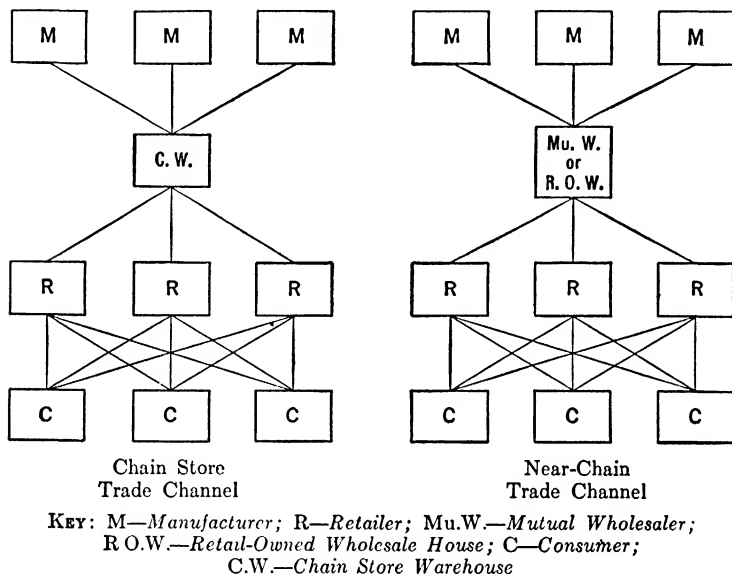 M M M M M M
C. W. Mu. W.
or
R. O. W.
R R R R R R
C C C C C C
Chain Store Near-Chain
Trade Channel Trade Channel
KEY: M—Manufacturer; R—Retailer; Mu.W.—Mutual Wholesaler;
R O.W.—Retail-Owned Wholesale House; C—Consumer;
C.W.—Chain Store Warehouse